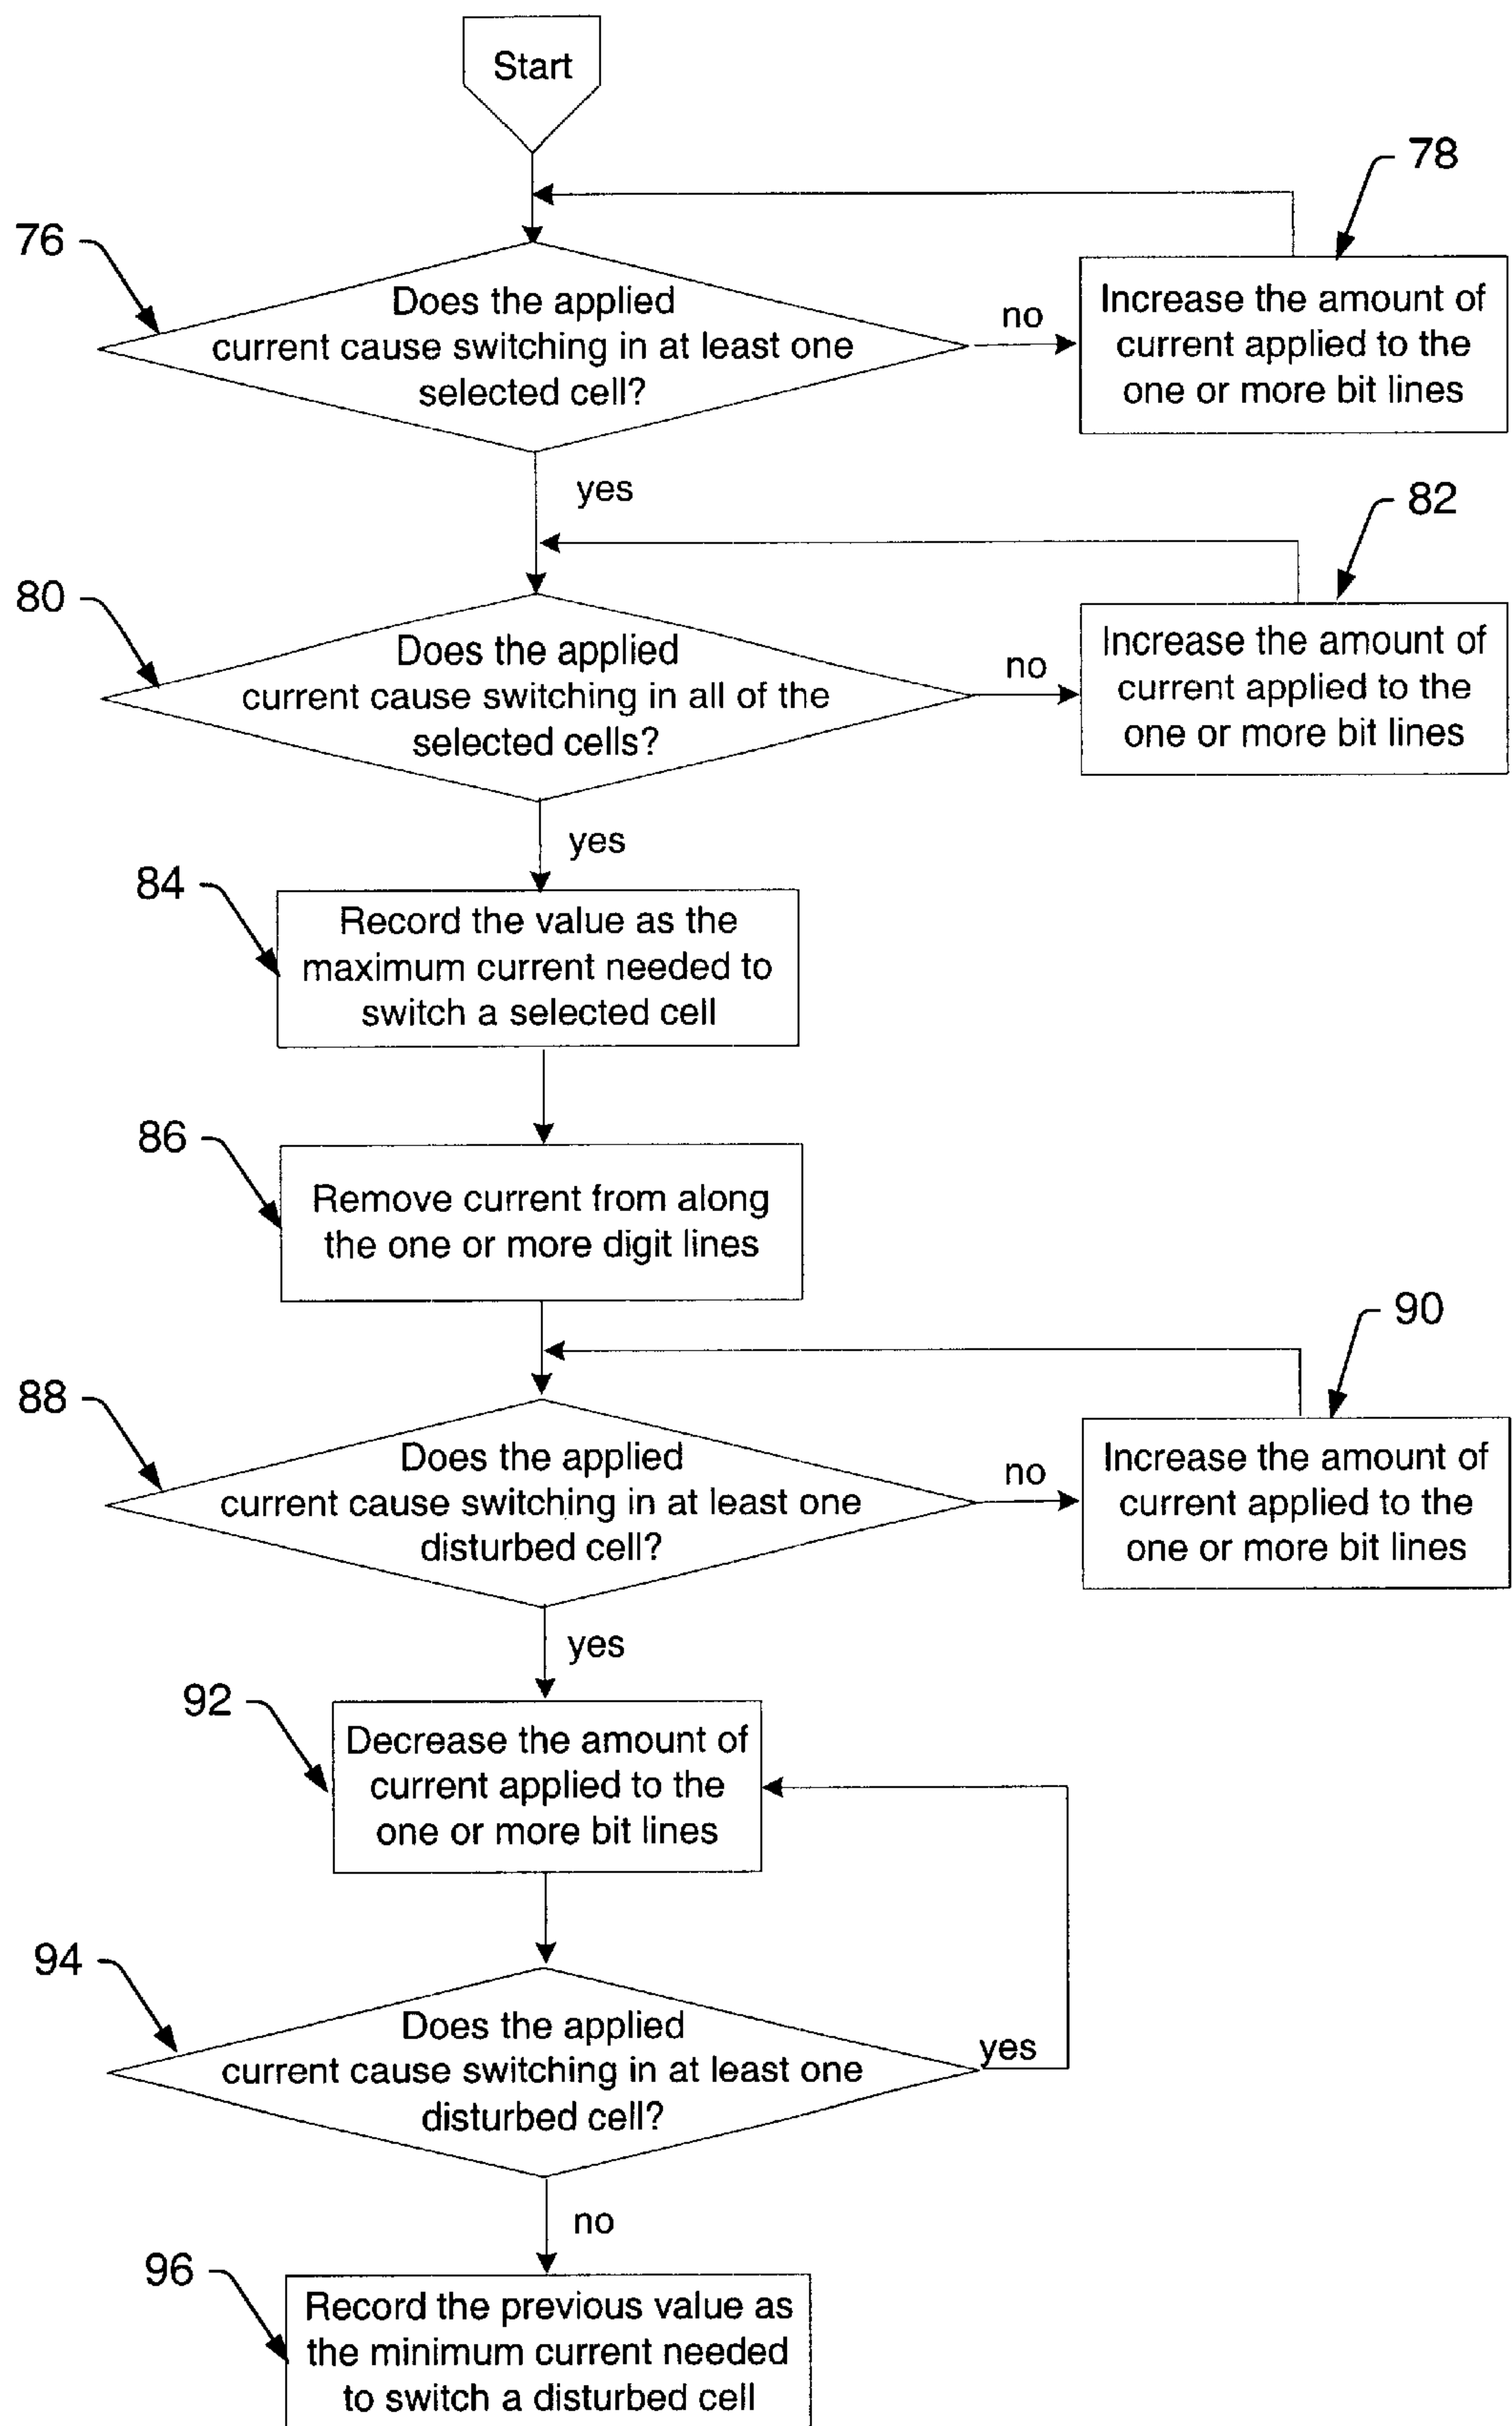 Start
78
76
Does the applied
current cause switching in at least one
selected cell?
no
Increase the amount of
current applied to the
one or more bit lines
yes
82
80
Does the applied
current cause switching in all of the
selected cells?
no
Increase the amount of
current applied to the
one or more bit lines
yes
84
Record the value as the
maximum current needed to
switch a selected cell
86
Remove current from along
the one or more digit lines
90
88
Does the applied
current cause switching in at least one
disturbed cell?
no
Increase the amount of
current applied to the
one or more bit lines
yes
92
Decrease the amount of
current applied to the
one or more bit lines
94
Does the applied
current cause switching in at least one
disturbed cell?
yes
no
96
Record the previous value as
the minimum current needed
to switch a disturbed cell